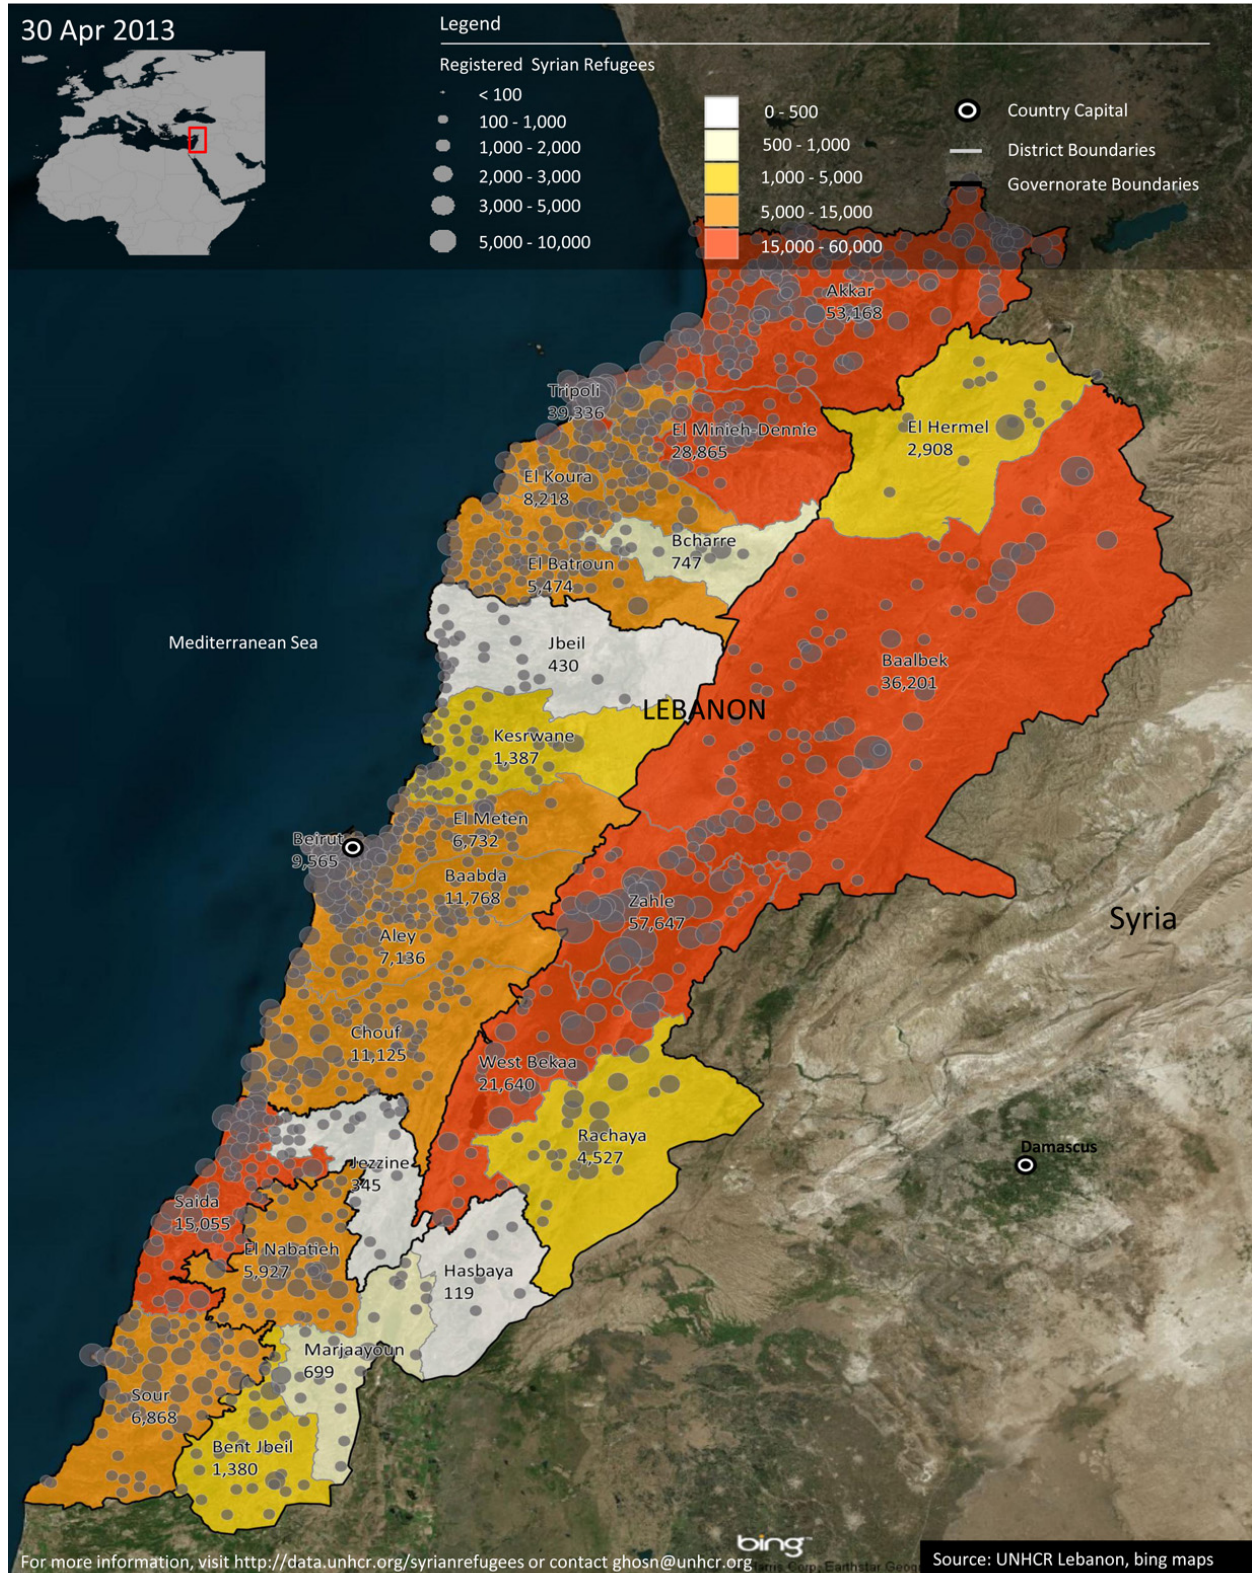 30 Apr 2013
Legend
Registered Syrian Refugees
< 100
100 - 1,000
1,000 - 2,000
2,000 - 3,000
3,000 - 5,000
5,000 - 10,000
0 - 500
500 - 1,000
1,000 - 5,000
5,000 - 15,000
15,000 - 60,000
Country Capital
District Boundaries
Governorate Boundaries
Akkar
53,168
Tripoli
39,336
El Minieh-Dennie
28,865
El Hermel
2,908
El Koura
8,218
Bcharre
747
El Batroun
5,474
Mediterranean Sea
Jbeil
430
Baalbek
36,201
LEBANON
Kesrwane
1,387
El Meten
6,732
Beirut
9,565
Baabda
11,768
Zahle
57,647
Syria
Aley
7,136
Chouf
11,125
West Bekaa
21,640
Rachaya
4,527
Damascus
Jezzine
345
Saida
15,055
El Nabatieh
5,927
Hasbaya
119
Marjaayoun
699
Sour
6,868
Bent Jbeil
1,380
bing
For more information, visit http://data.unhcr.org/syrianrefugees or contact ghosn@unhcr.org
Corp, Earthstar
Source: UNHCR Lebanon, bing maps